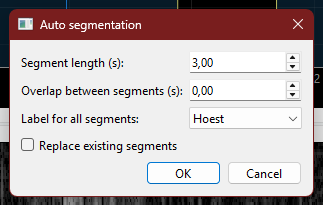 Auto segmentation
Segment length (s): 3,00
Overlap between segments (s): 0,00
Label for all segments: Hoest
Replace existing segments
OK Cancel